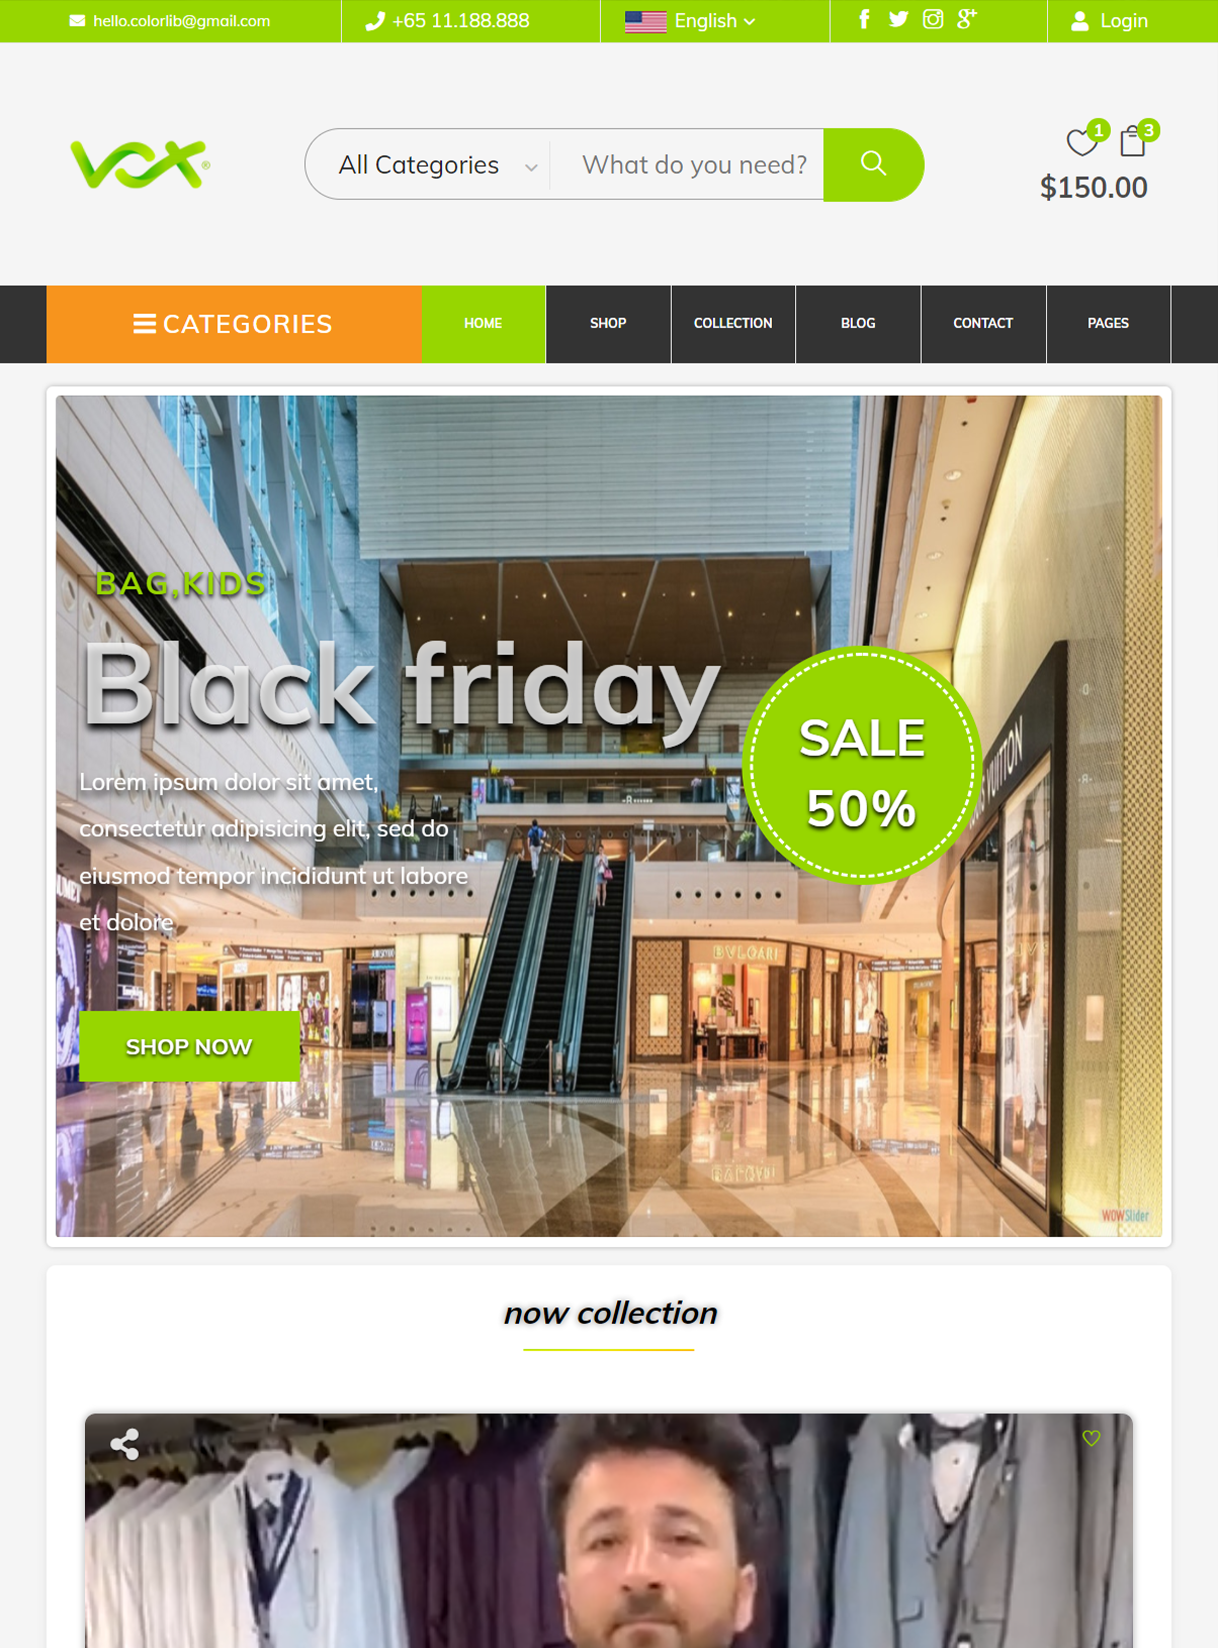 hello.colorlib@gmail.com
+65 11.188.888
English
Login
VOX®
All Categories
What do you need?
1
3
$150.00
CATEGORIES
HOME
SHOP
COLLECTION
BLOG
CONTACT
PAGES
BAG,KIDS
Black friday
SALE
50%
Lorem ipsum dolor sit amet,
consectetur adipisicing elit, sed do
eiusmod tempor incididunt ut labore
et dolore
BVLGARI
SHOP NOW
WOWSlider
now collection